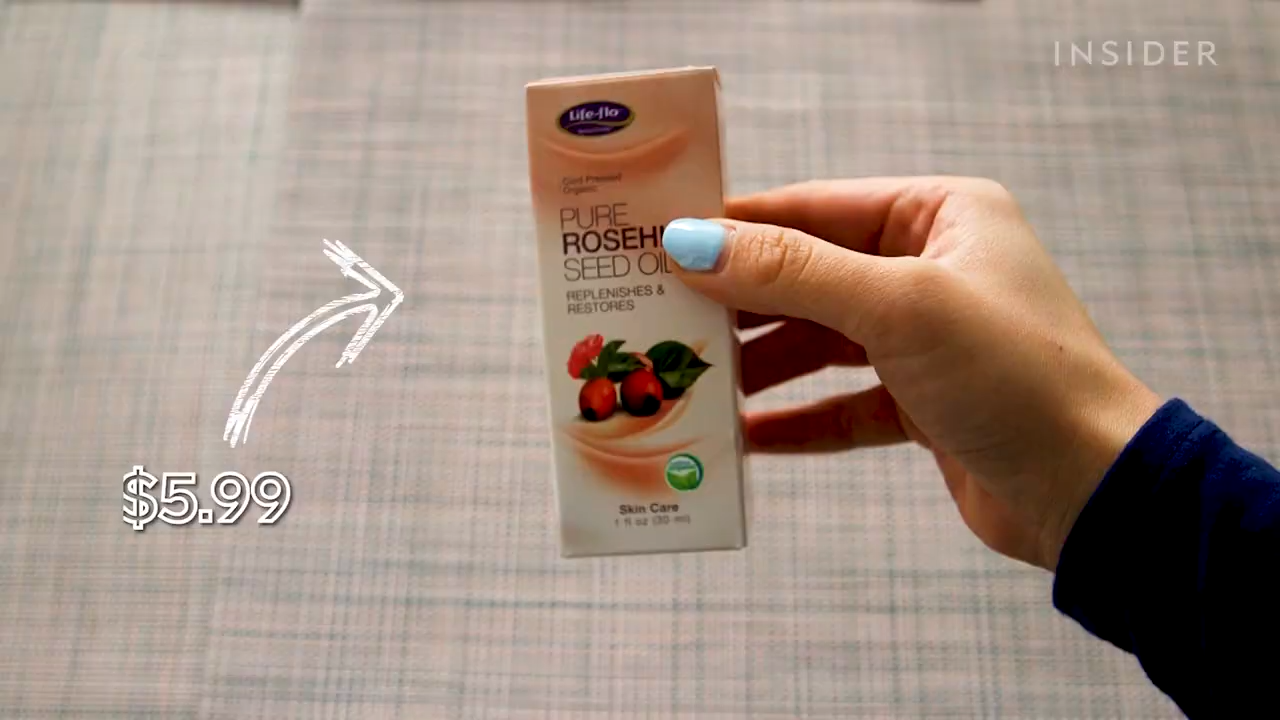 INSIDER
Life-flo
Cold Pressed
Organic
PURE
ROSEH
SEED OIL
REPLENISHES &
RESTORES
$5.99
Skin Care
1 fl oz (30 ml)